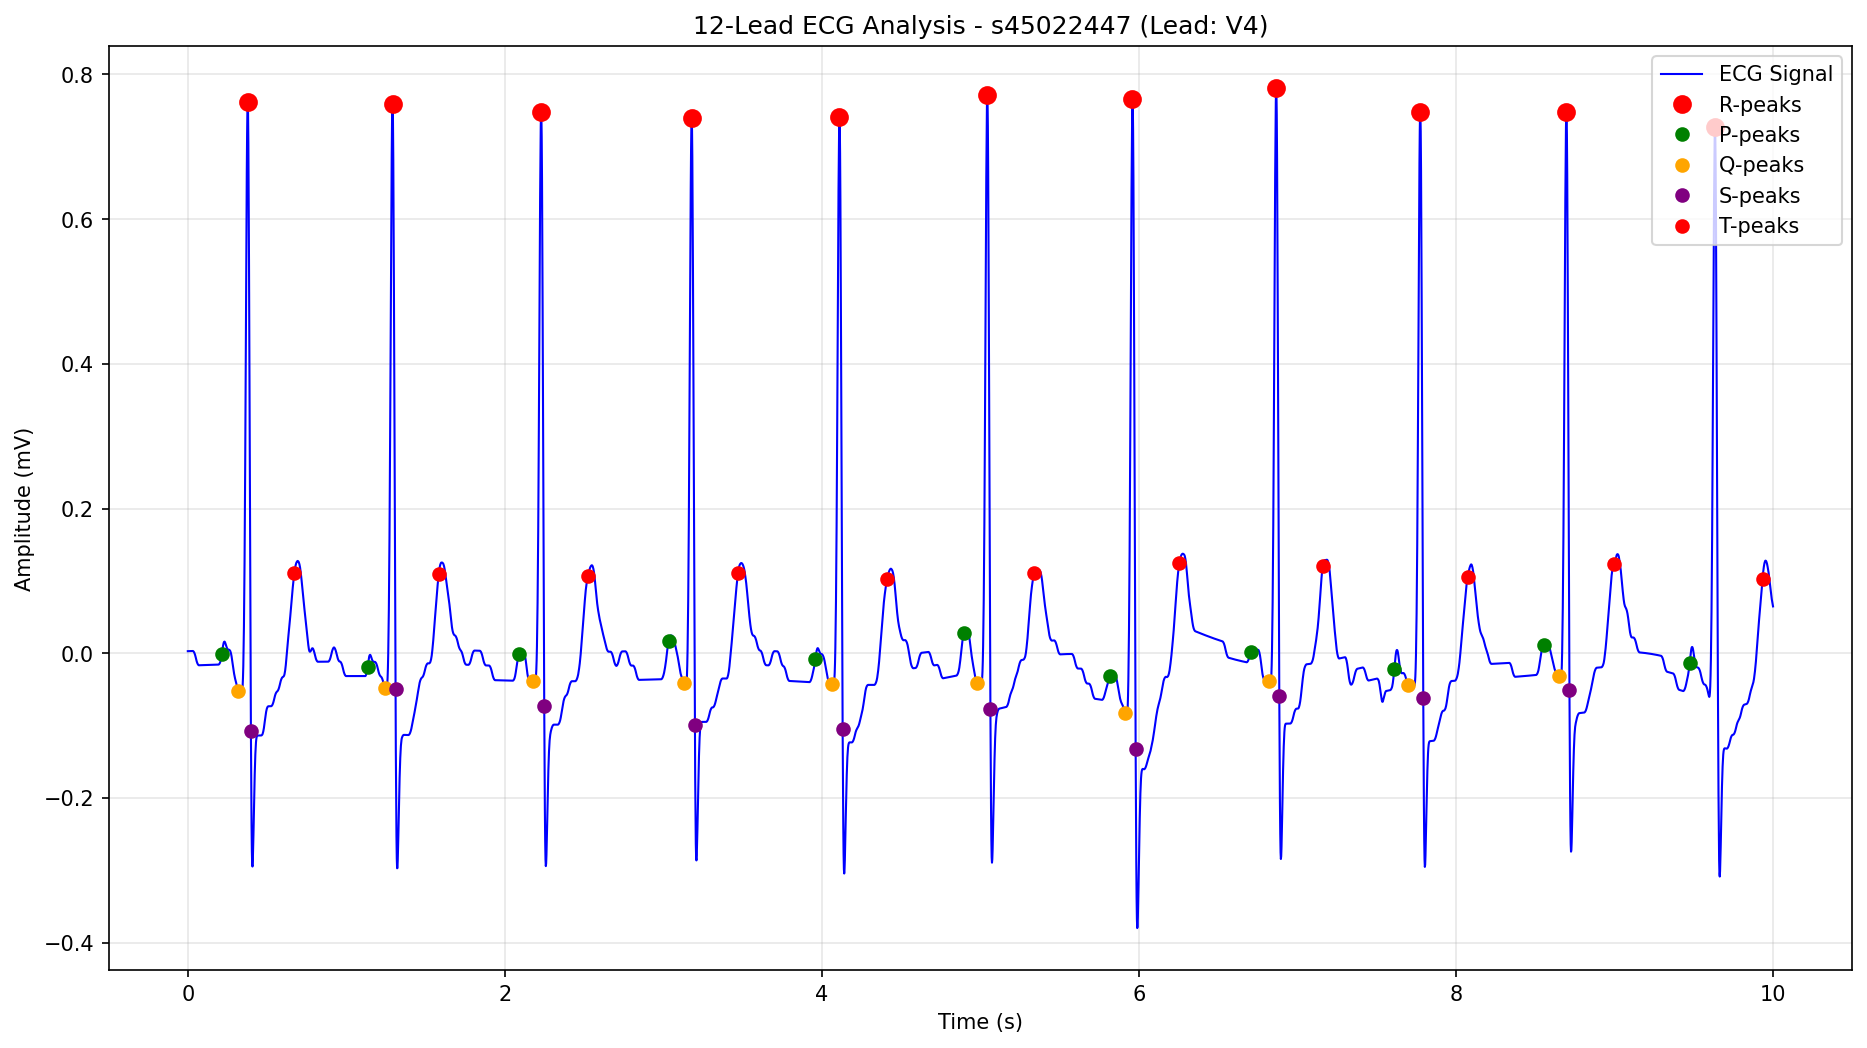 12-Lead ECG Analysis - s45022447 (Lead: V4)
ECG Signal
R-peaks
P-peaks
Q-peaks
S-peaks
T-peaks
Amplitude (mV)
0.8
0.6
0.4
0.2
0.0
−0.2
−0.4
0 2 4 6 8 10
Time (s)